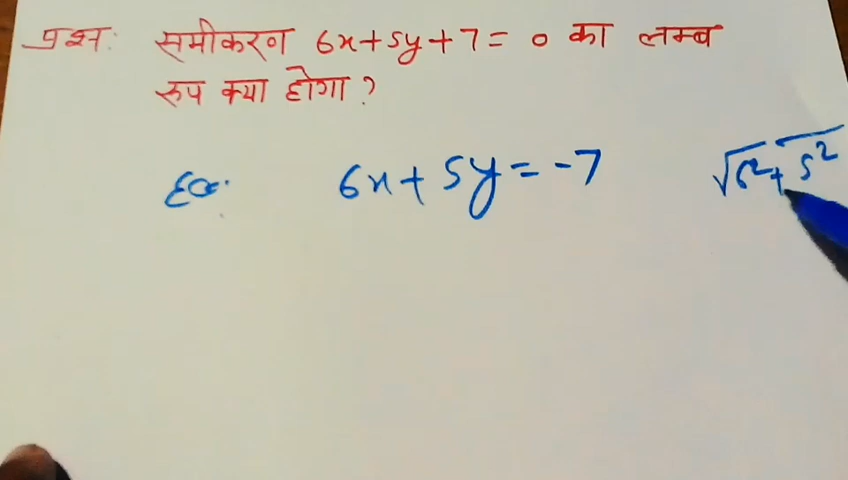 प्रश्न: समीकरण 6x+5y+7= 0 का लम्ब
रुप क्या होगा ?
हल: 6x+ 5y = -7 √6²+5²